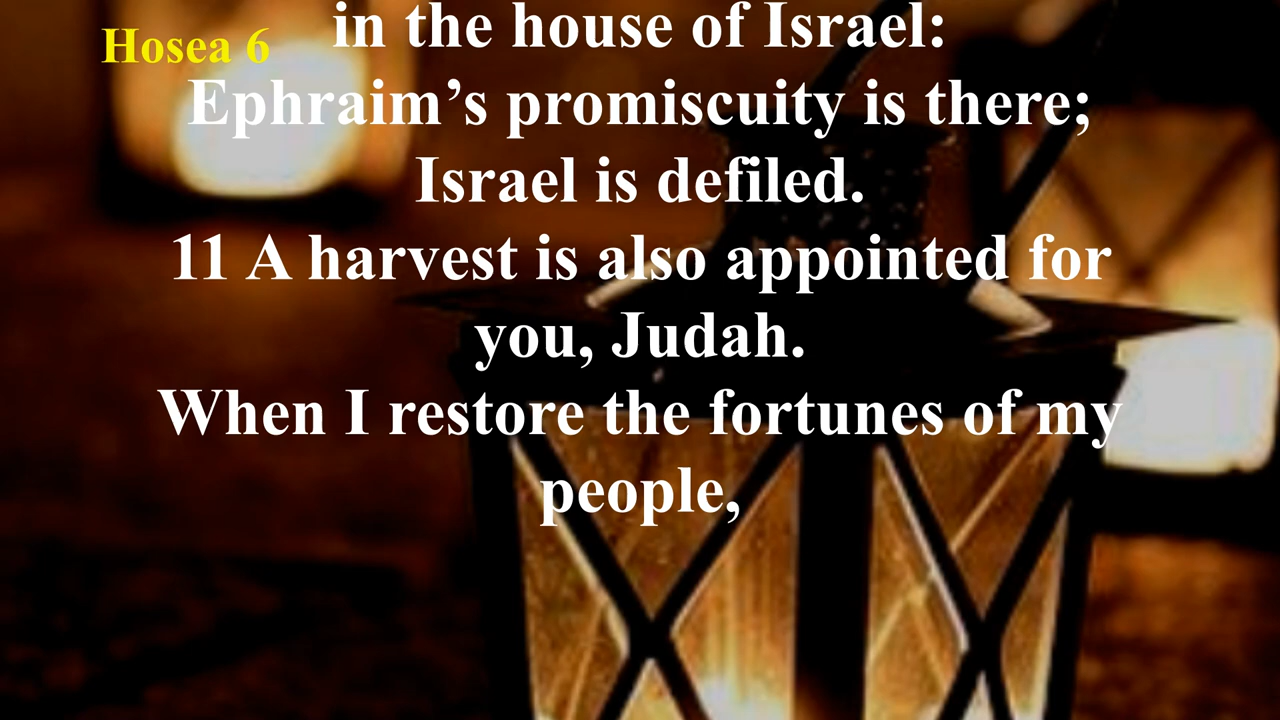 Hosea 6
in the house of Israel:
Ephraim’s promiscuity is there;
Israel is defiled.
11 A harvest is also appointed for
you, Judah.
When I restore the fortunes of my
people,